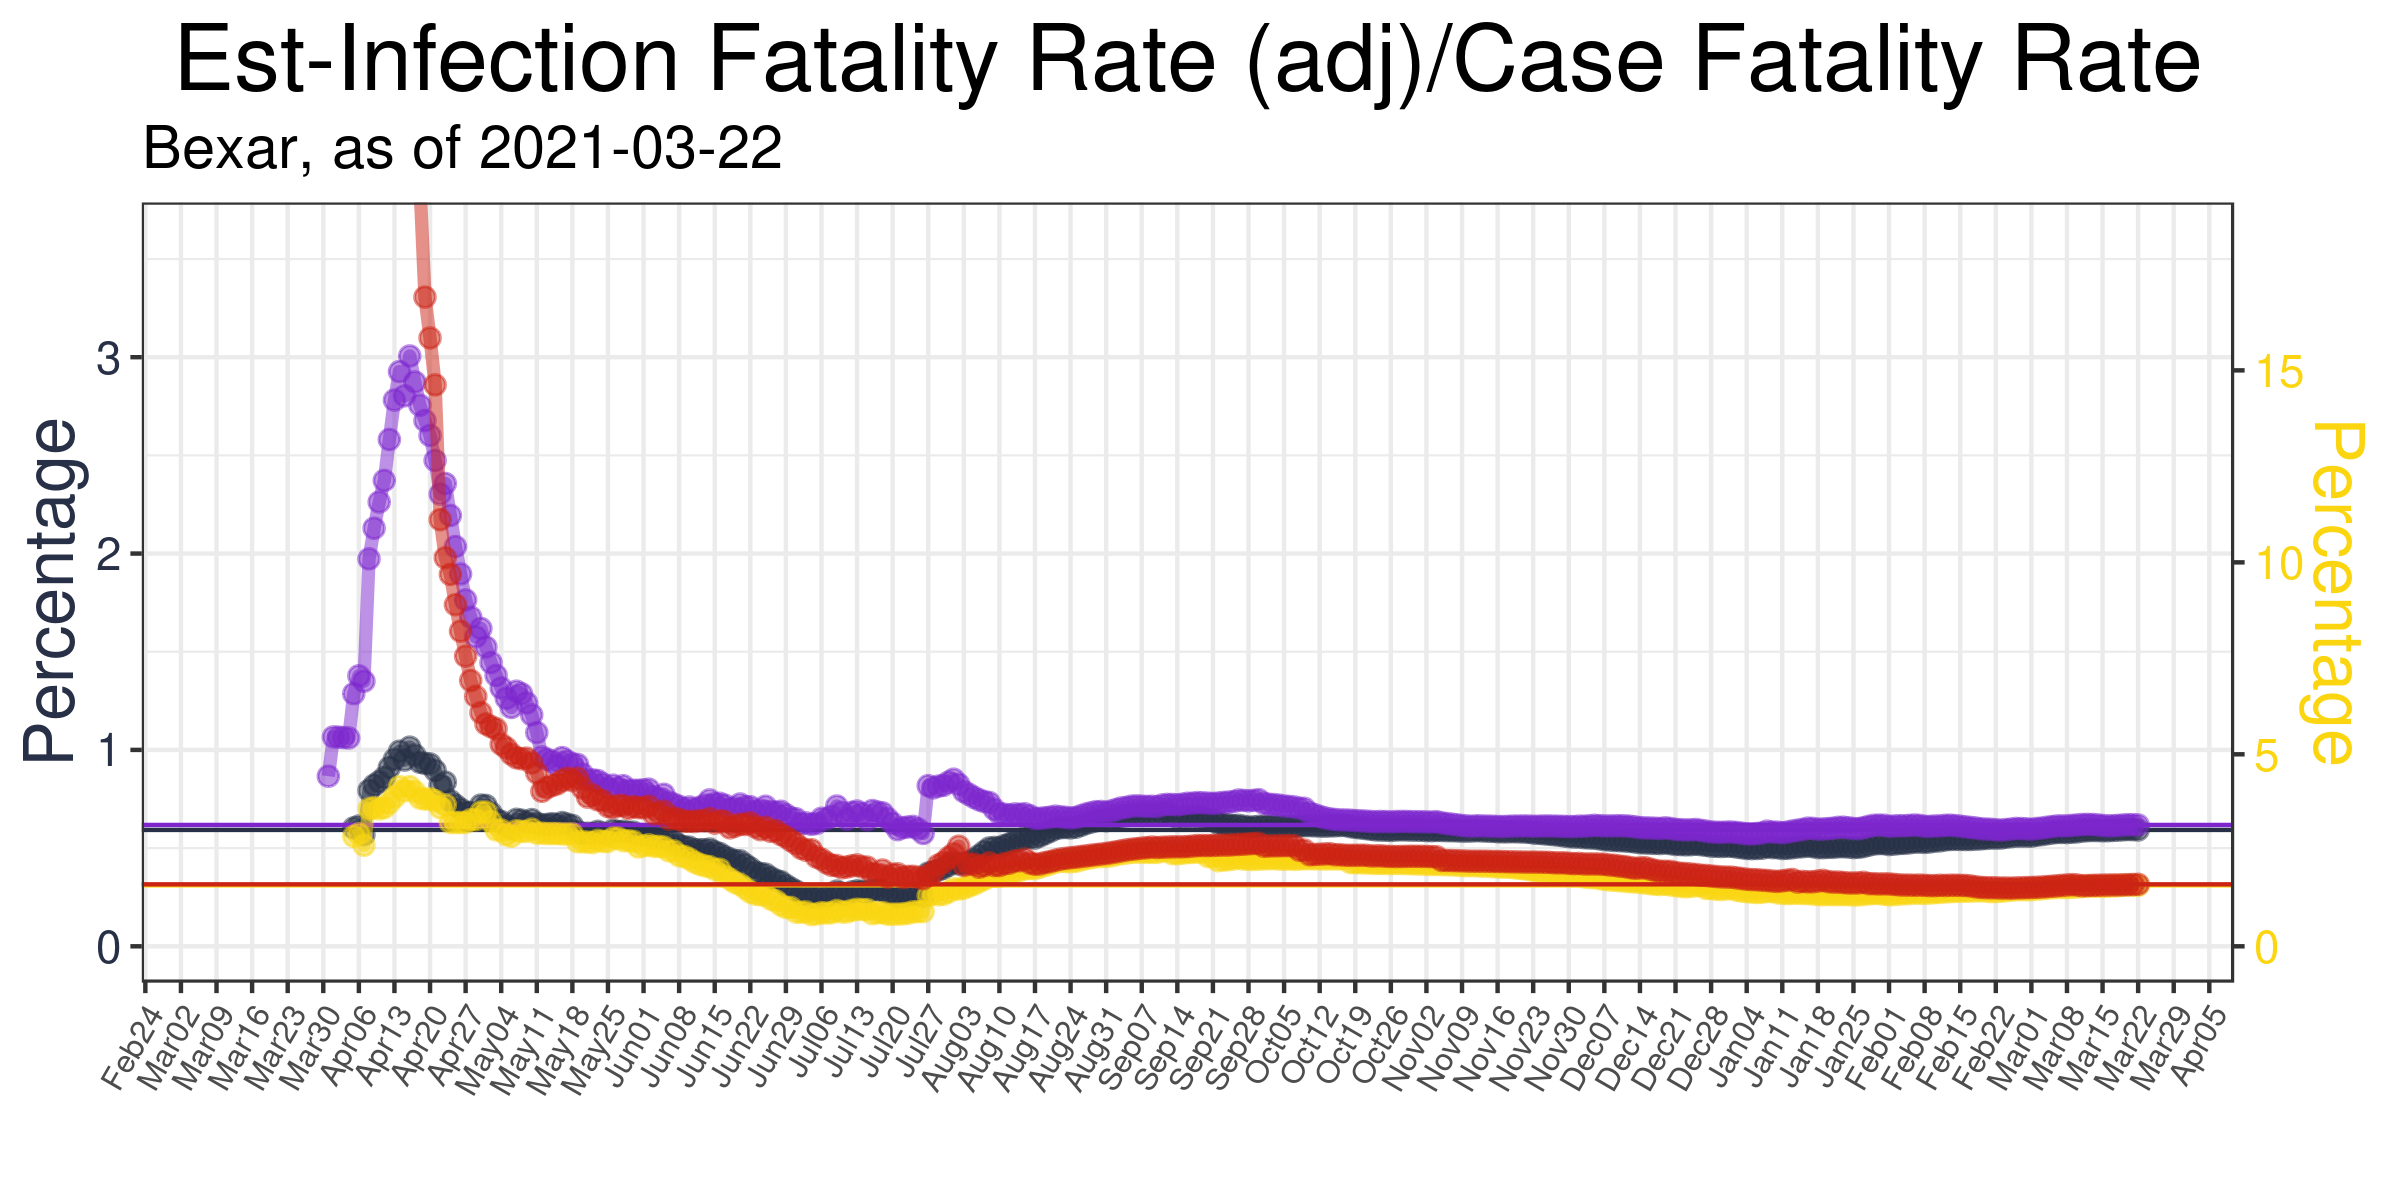 Est-Infection Fatality Rate (adj)/Case Fatality Rate
Bexar, as of 2021-03-22
Percentage
3
2
1
0
15
10
5
0
Percentage
Feb24
Mar02
Mar09
Mar16
Mar23
Mar30
Apr06
Apr13
Apr20
Apr27
May04
May11
May18
May25
Jun01
Jun08
Jun15
Jun22
Jun29
Jul06
Jul13
Jul20
Jul27
Aug03
Aug10
Aug17
Aug24
Aug31
Sep07
Sep14
Sep21
Sep28
Oct05
Oct12
Oct19
Oct26
Nov02
Nov09
Nov16
Nov23
Nov30
Dec07
Dec14
Dec21
Dec28
Jan04
Jan11
Jan18
Jan25
Feb01
Feb08
Feb15
Feb22
Mar01
Mar08
Mar15
Mar22
Mar29
Apr05